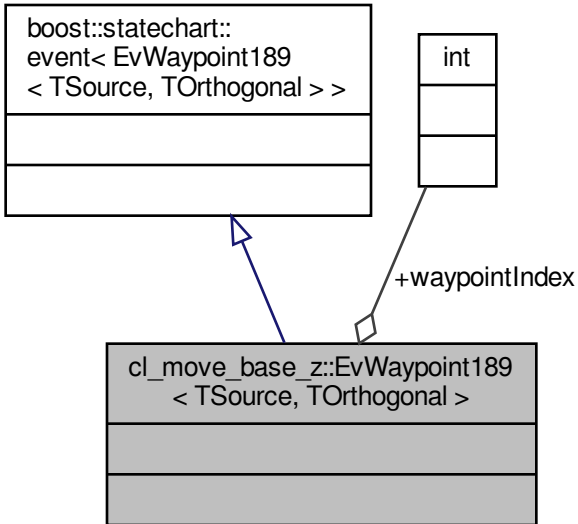 boost::statechart::
event< EvWaypoint189
< TSource, TOrthogonal > >
int
+waypointIndex
cl_move_base_z::EvWaypoint189
< TSource, TOrthogonal >